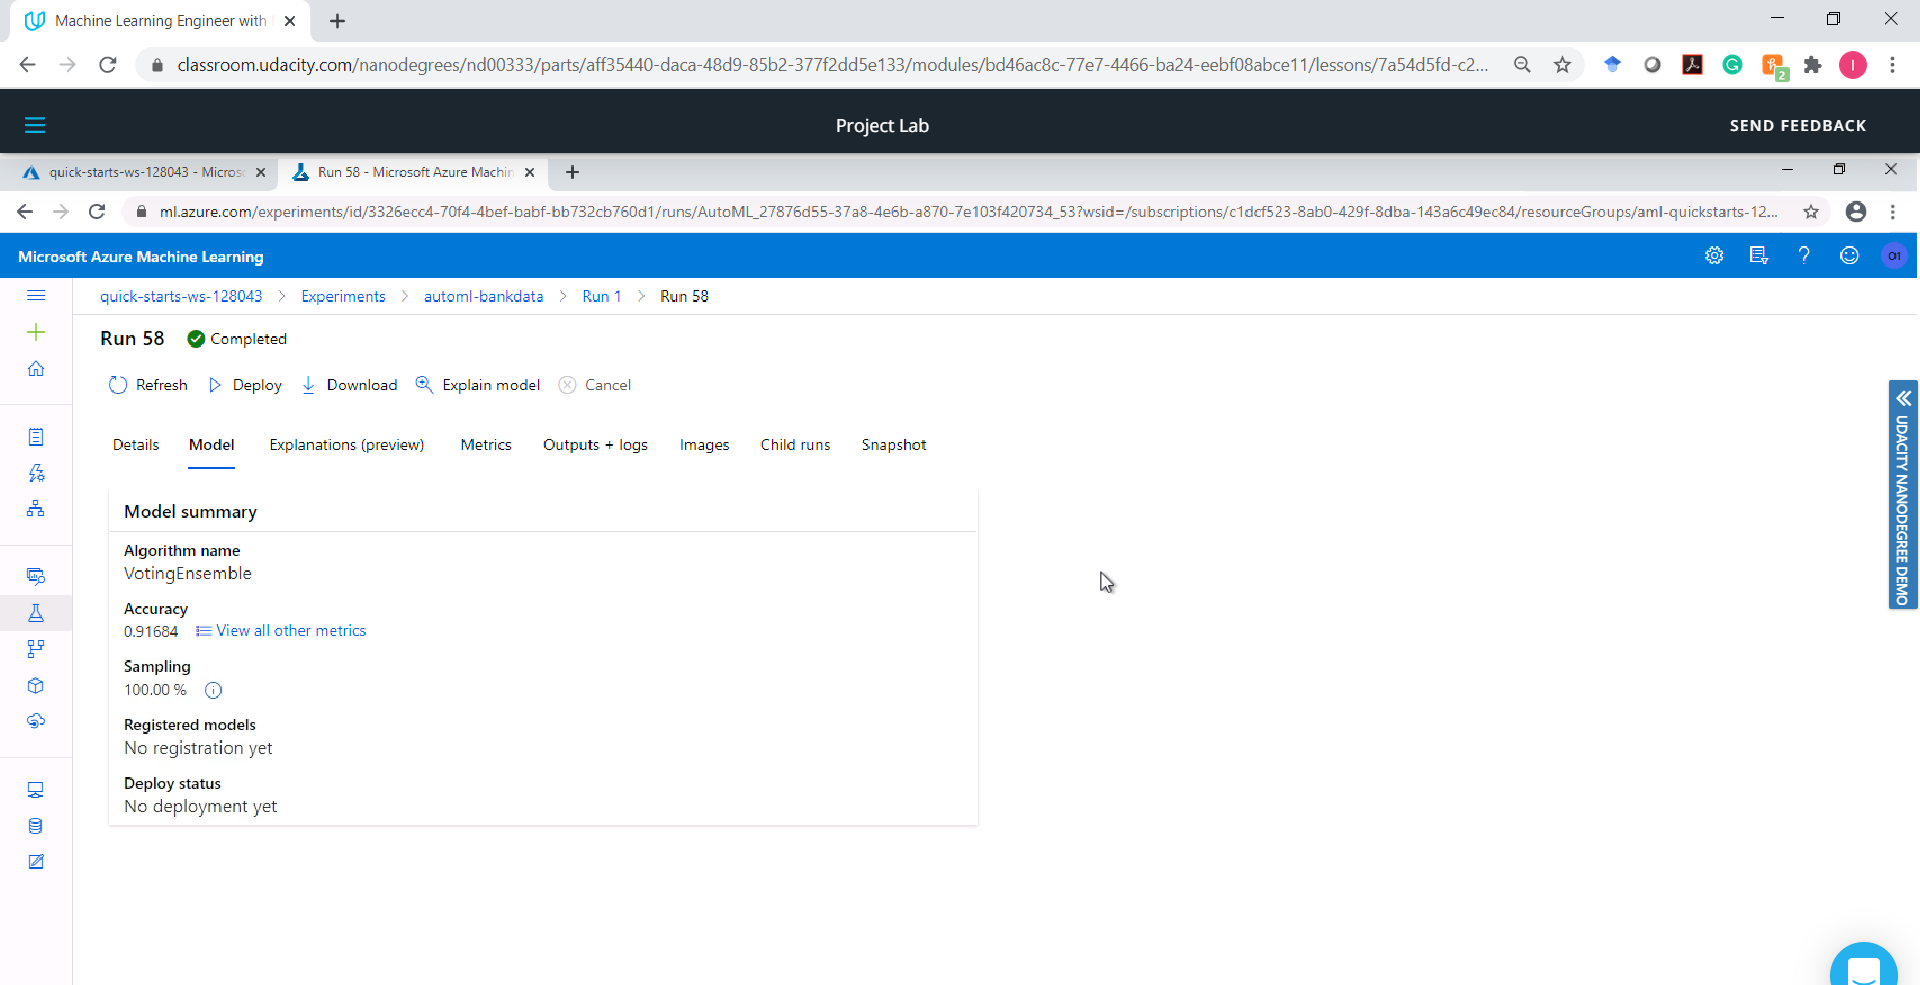 Machine Learning Engineer with
classroom.udacity.com/nanodegrees/nd00333/parts/aff35440-daca-48d9-85b2-377f2dd5e133/modules/bd46ac8c-77e7-4466-ba24-eebf08abce11/lessons/7a54d5fd-c2...
2
I
Project Lab
SEND FEEDBACK
quick-starts-ws-128043 - Micros
Run 58 - Microsoft Azure Machin
ml.azure.com/experiments/id/3326ecc4-70f4-4bef-babf-bb732cb760d1/runs/AutoML_27876d55-37a8-4e6b-a870-7e103f420734_53?wsid=/subscriptions/c1dcf523-8ab0-429f-8dba-143a6c49ec84/resourceGroups/aml-quickstarts-12...
Microsoft Azure Machine Learning
O1
quick-starts-ws-128043 > Experiments > automl-bankdata > Run 1 > Run 58
Run 58 Completed
Refresh Deploy Download Explain model Cancel
Details Model Explanations (preview) Metrics Outputs + logs Images Child runs Snapshot
UDACITY NANODEGREE DEMO
Model summary
Algorithm name
VotingEnsemble
Accuracy
0.91684 View all other metrics
Sampling
100.00 %
Registered models
No registration yet
Deploy status
No deployment yet